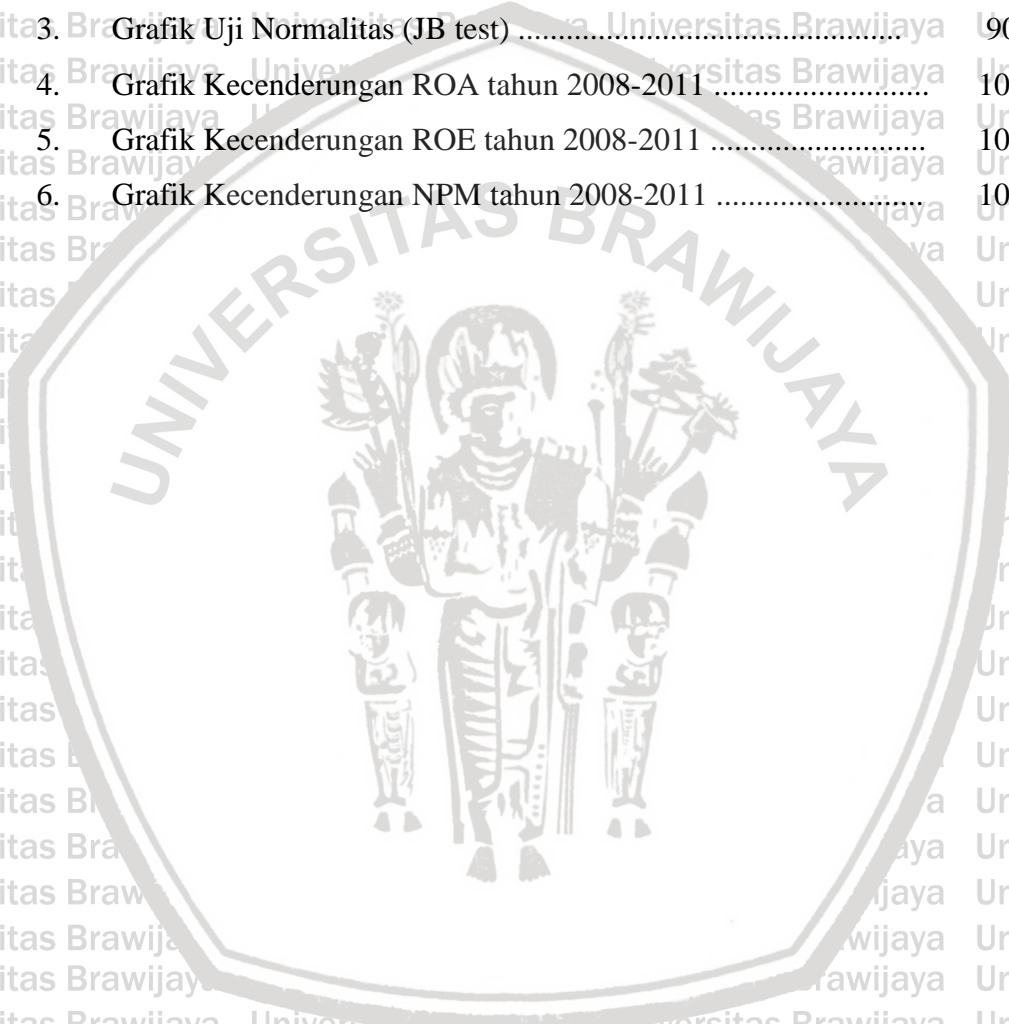 3. Grafik Uji Normalitas (JB test) ............................................... 90
4. Grafik Kecenderungan ROA tahun 2008-2011 ........................... 10
5. Grafik Kecenderungan ROE tahun 2008-2011 ........................... 10
6. Grafik Kecenderungan NPM tahun 2008-2011 .......................... 10
UNIVERSITAS BRAWIJAYA